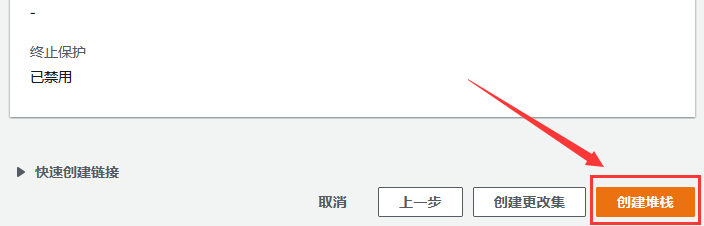 -
终止保护
已禁用
快速创建链接
取消 上一步 创建更改集 创建堆栈